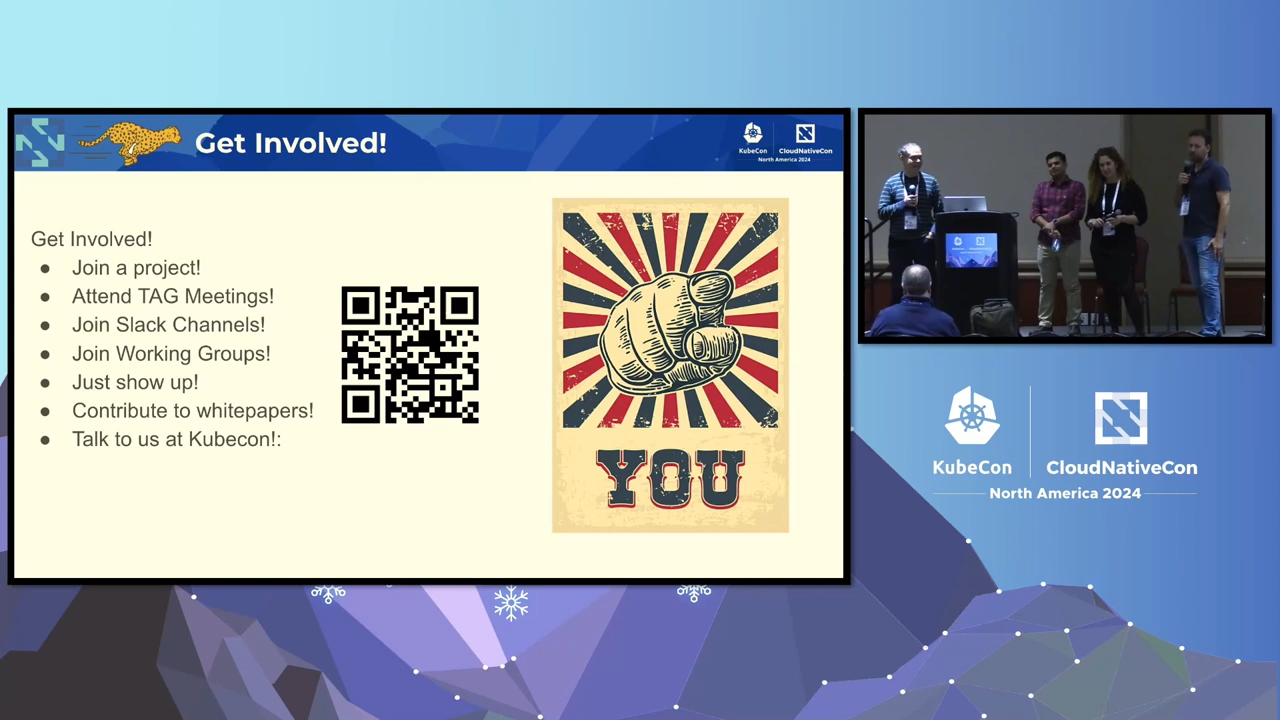 Get Involved!
KubeCon
CloudNativeCon
North America 2024
Get Involved!
● Join a project!
● Attend TAG Meetings!
● Join Slack Channels!
● Join Working Groups!
● Just show up!
● Contribute to whitepapers!
● Talk to us at Kubecon!:
YOU
KubeCon
CloudNativeCon
North America 2024